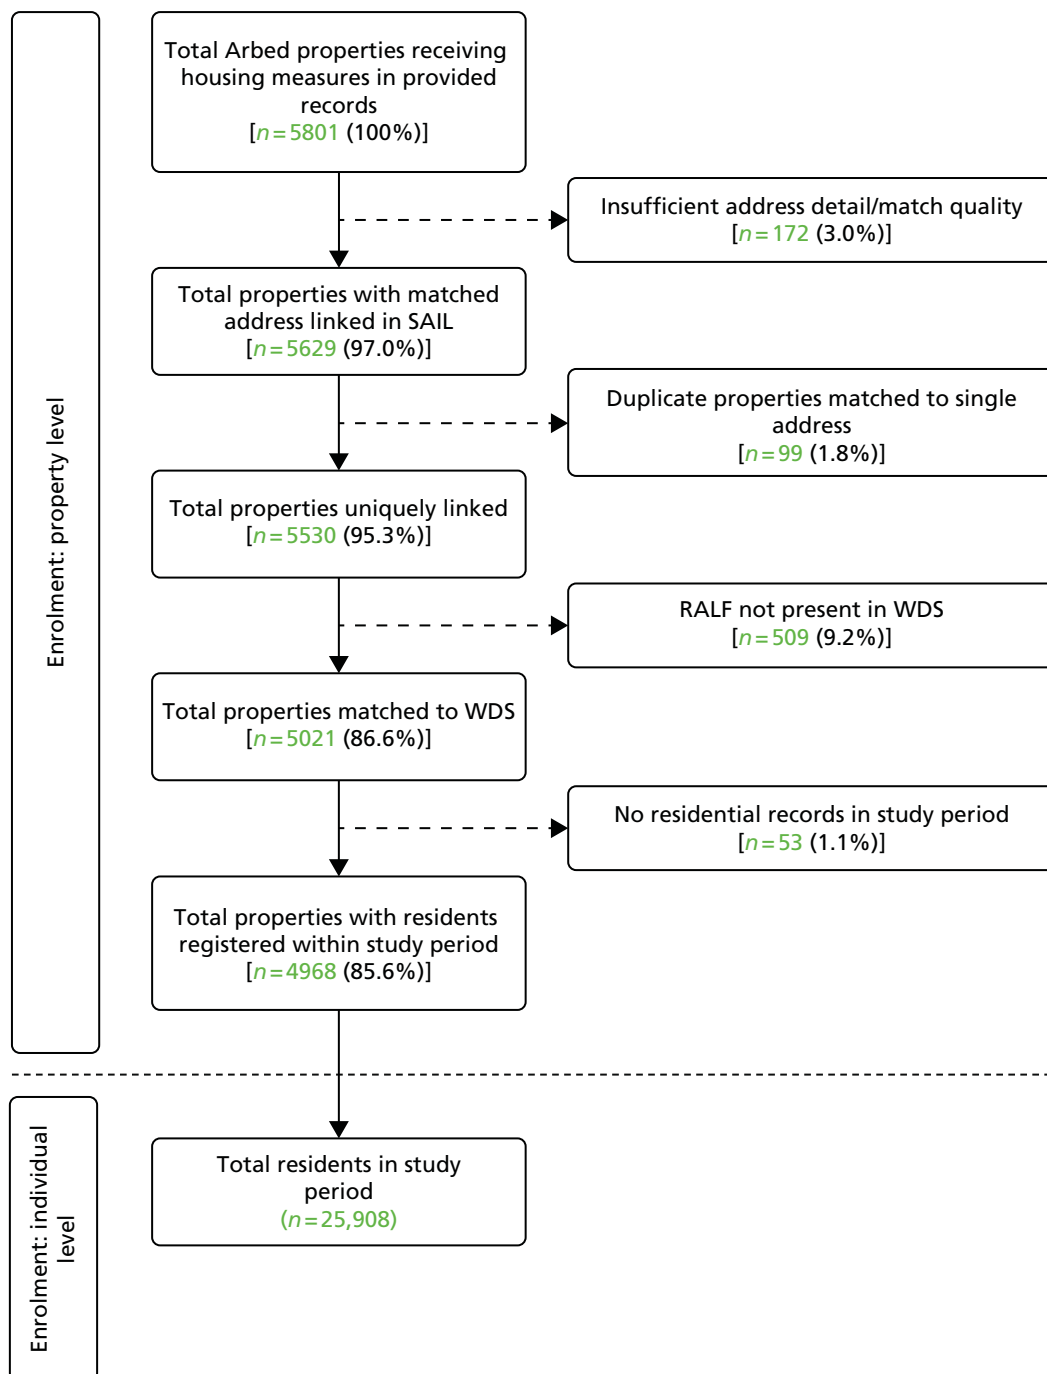 Total Arbed properties receiving
housing measures in provided
records
[n=5801 (100%)]
Insufficient address detail/match quality
[n=172 (3.0%)]
Total properties with matched
address linked in SAIL
[n=5629 (97.0%)]
Duplicate properties matched to single
address
[n=99 (1.8%)]
Total properties uniquely linked
[n=5530 (95.3%)]
RALF not present in WDS
[n=509 (9.2%)]
Total properties matched to WDS
[n=5021 (86.6%)]
No residential records in study period
[n=53 (1.1%)]
Total properties with residents
registered within study period
[n=4968 (85.6%)]
Enrolment: property level
Total residents in study
period
(n=25,908)
Enrolment: individual
level